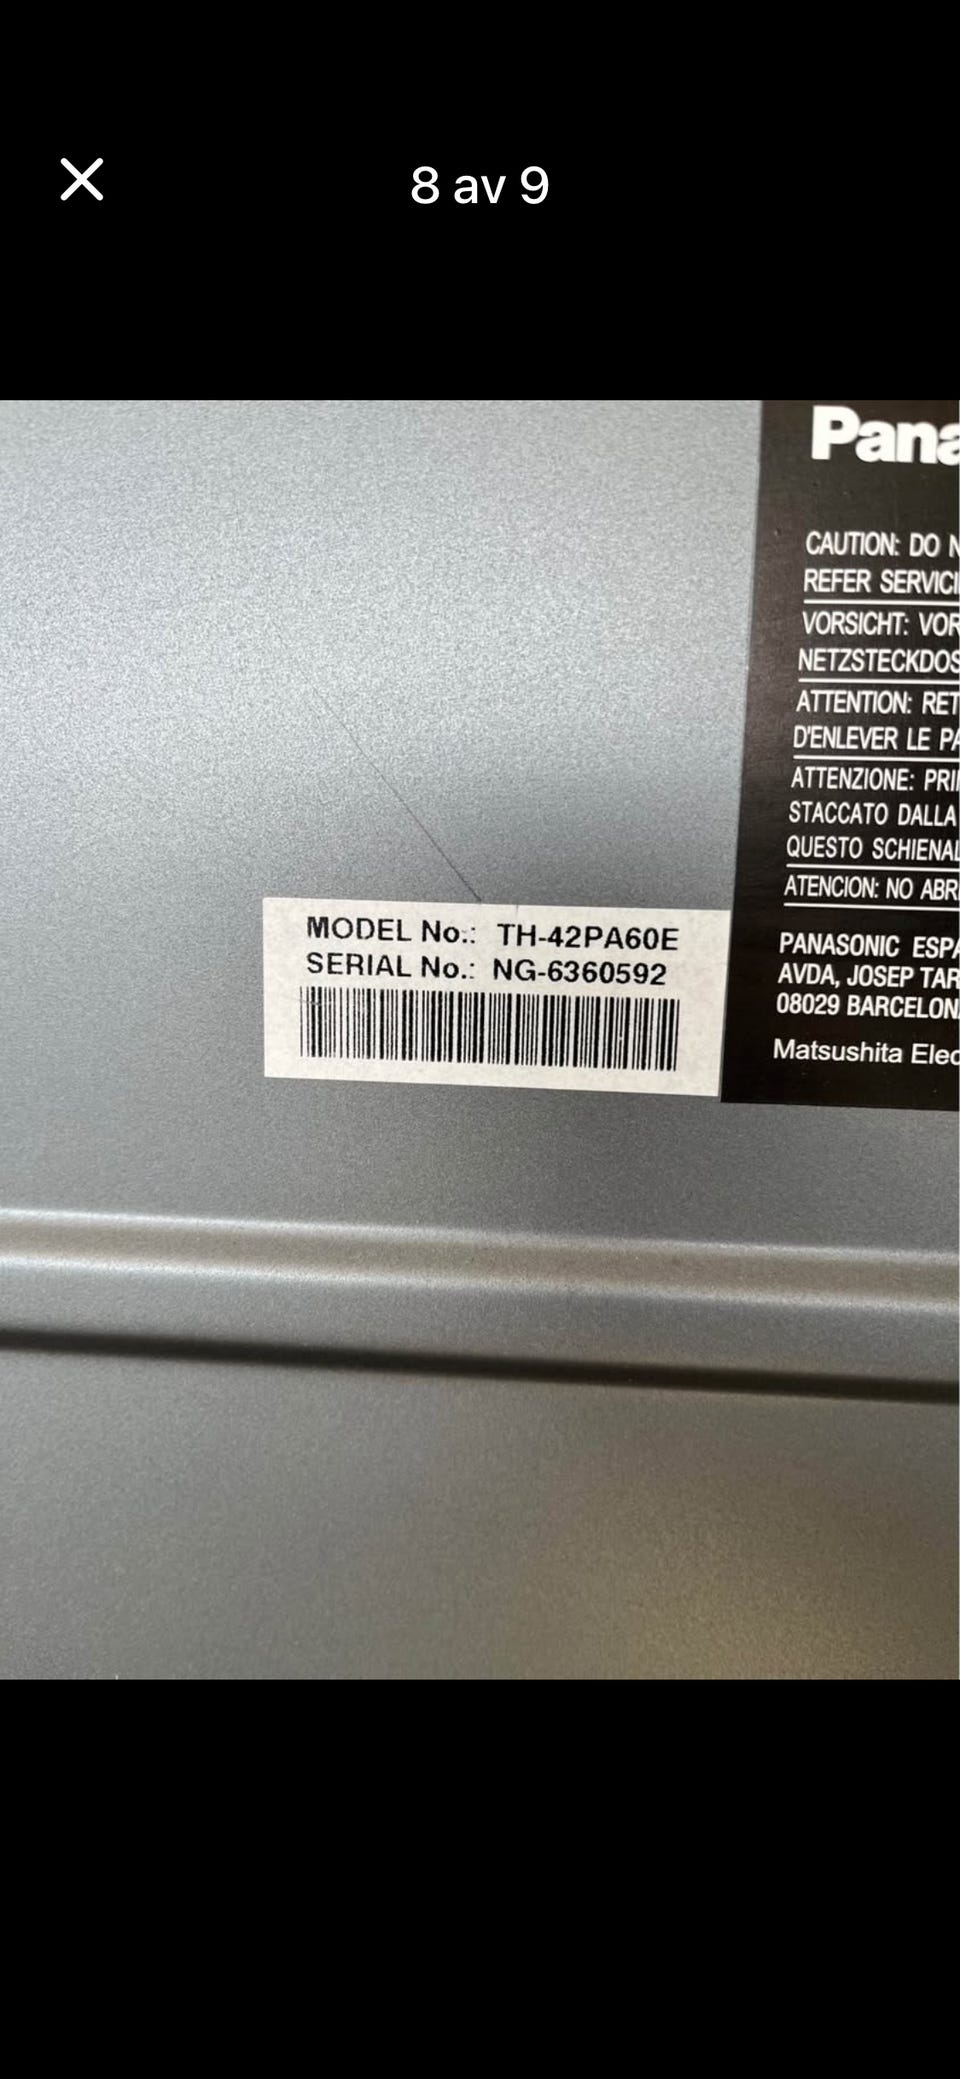 8 av 9
Pana
CAUTION: DO N
REFER SERVICI
VORSICHT: VOR
NETZSTECKDOS
ATTENTION: RET
D'ENLEVER LE PA
ATTENZIONE: PRI
STACCATO DALLA
QUESTO SCHIENAL
ATENCION: NO ABR
MODEL No.: TH-42PA60E
SERIAL No.: NG-6360592
PANASONIC ESPA
AVDA, JOSEP TAR
08029 BARCELONA
Matsushita Elec